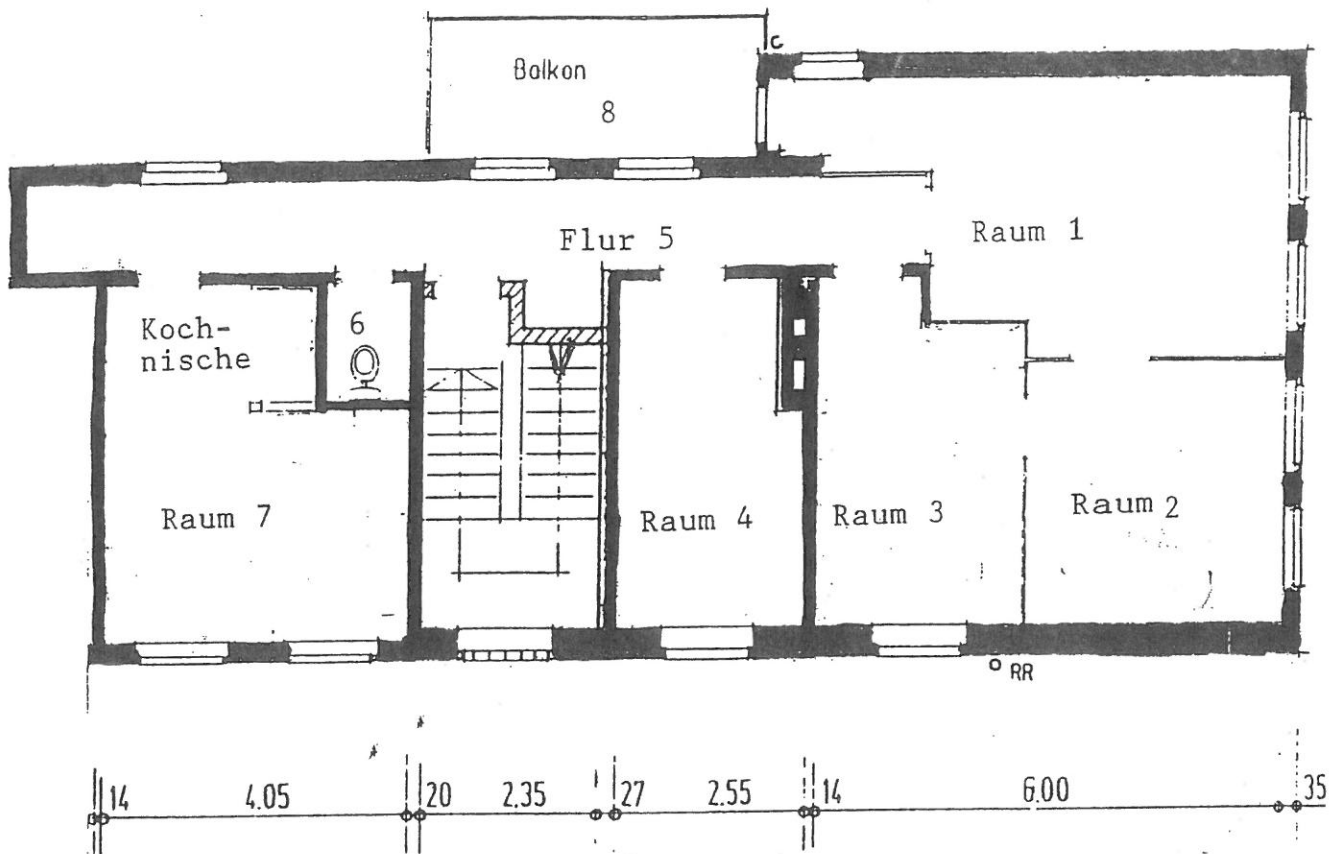 C
Balkon
8
Flur 5
Raum 1
Koch-
nische
6
Raum 7
Raum 4
Raum 3
Raum 2
RR
14 4.05 20 2.35 27 2.55 14 6.00 35